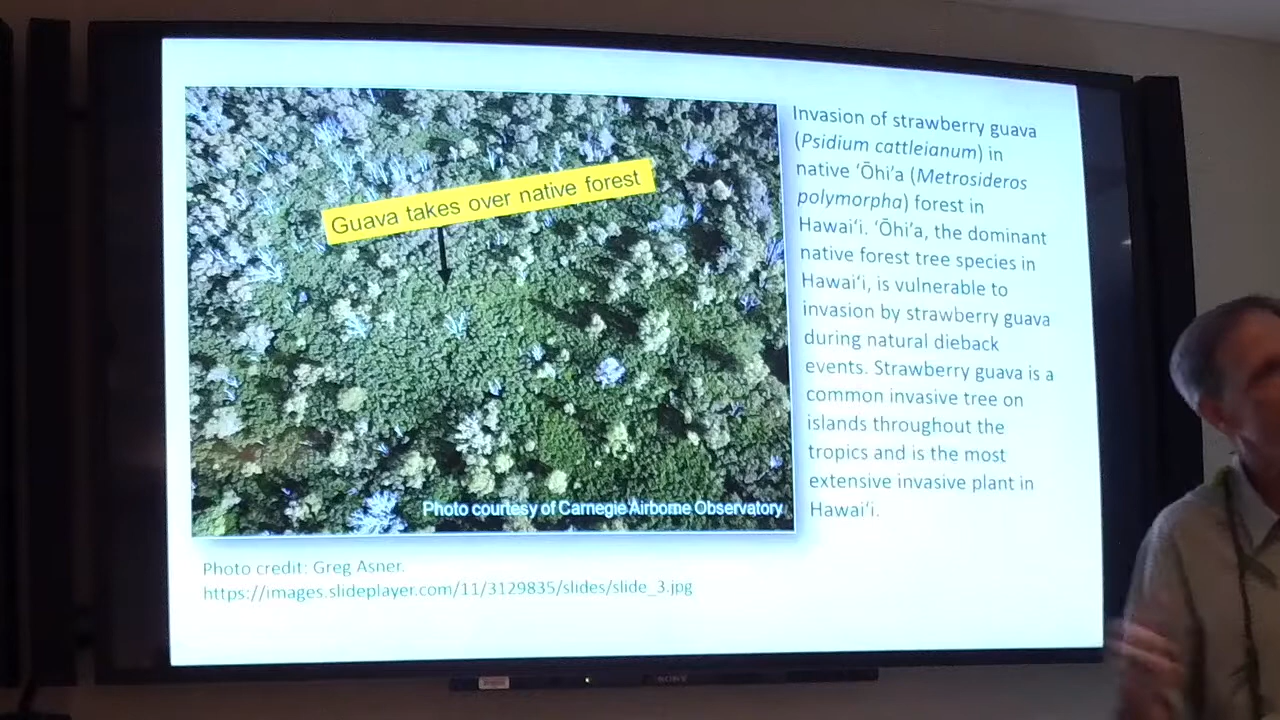 Guava takes over native forest
Photo courtesy of Carnegie Airborne Observatory
Invasion of strawberry guava
(Psidium cattleianum) in
native ʻŌhiʻa (Metrosideros
polymorpha) forest in
Hawaiʻi. ʻŌhiʻa, the dominant
native forest tree species in
Hawaiʻi, is vulnerable to
invasion by strawberry guava
during natural dieback
events. Strawberry guava is a
common invasive tree on
islands throughout the
tropics and is the most
extensive invasive plant in
Hawaiʻi.
Photo credit: Greg Asner.
https://images.slideplayer.com/11/3129835/slides/slide_3.jpg
SONY